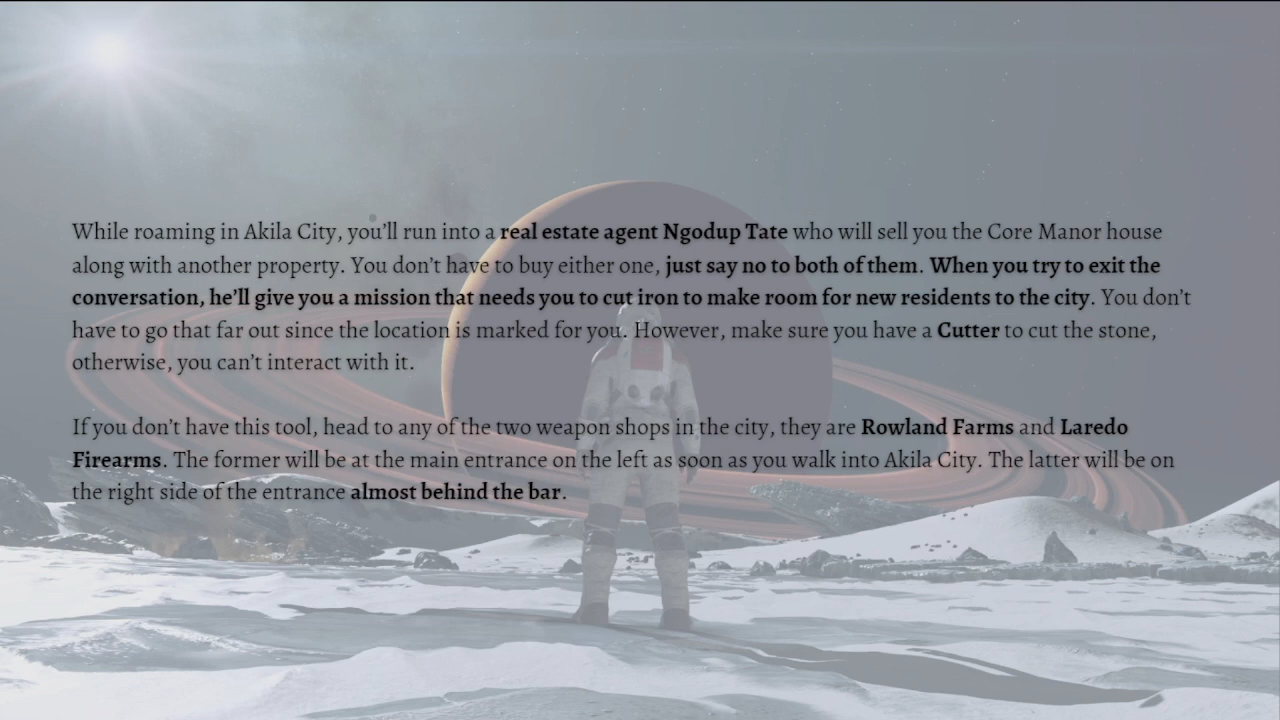 While roaming in Akila City, you’ll run into a real estate agent Ngodup Tate who will sell you the Core Manor house
along with another property. You don’t have to buy either one, just say no to both of them. When you try to exit the
conversation, he’ll give you a mission that needs you to cut iron to make room for new residents to the city. You don’t
have to go that far out since the location is marked for you. However, make sure you have a Cutter to cut the stone,
otherwise, you can’t interact with it.
If you don’t have this tool, head to any of the two weapon shops in the city, they are Rowland Farms and Laredo
Firearms. The former will be at the main entrance on the left as soon as you walk into Akila City. The latter will be on
the right side of the entrance almost behind the bar.